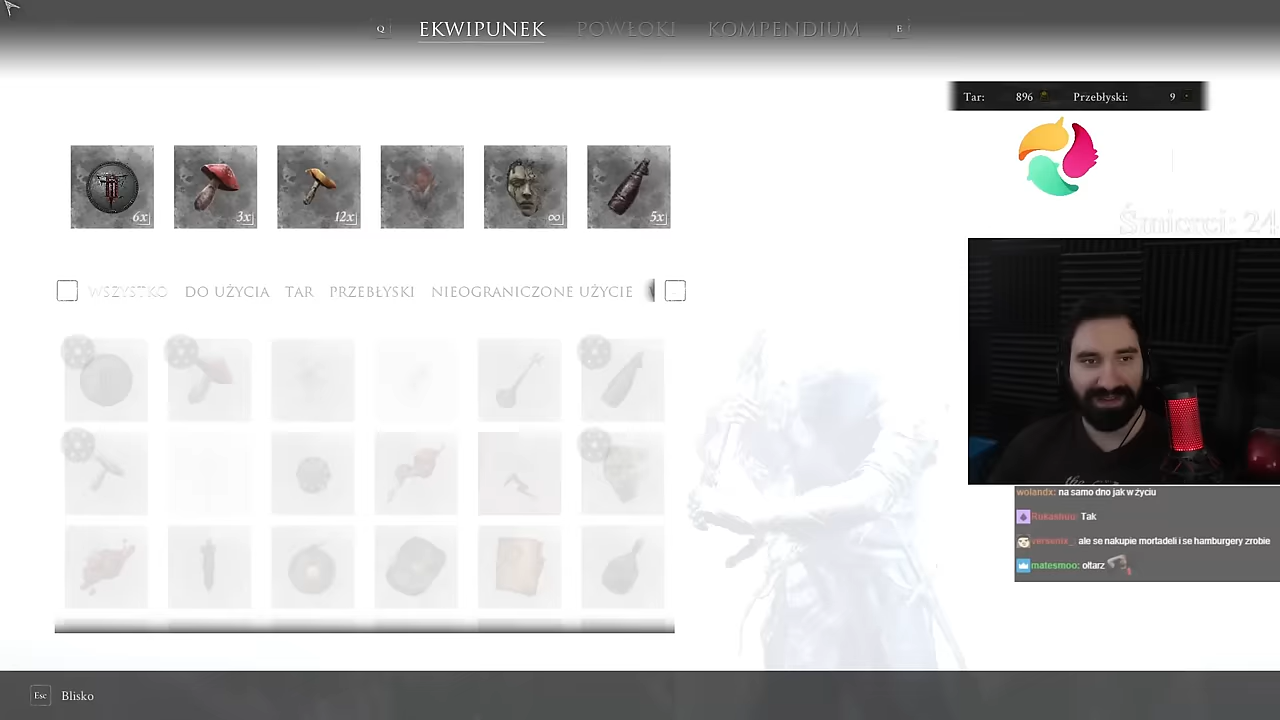 Q EKWIPUNEK POWŁOKI KOMPENDIUM E
Tar: 896 Przebłyski: 9
6x 3x 12x ∞ 5x
Śmierci: 24
WSZYSTKO DO UŻYCIA TAR PRZEBŁYSKI NIEOGRANICZONE UŻYCIE
wolandx: na samo dno jak w życiu
Rukashuu: Tak
ale se nakupie mortadeli i se hamburgery zrobie
matesmoo: ołtarz
Esc Blisko